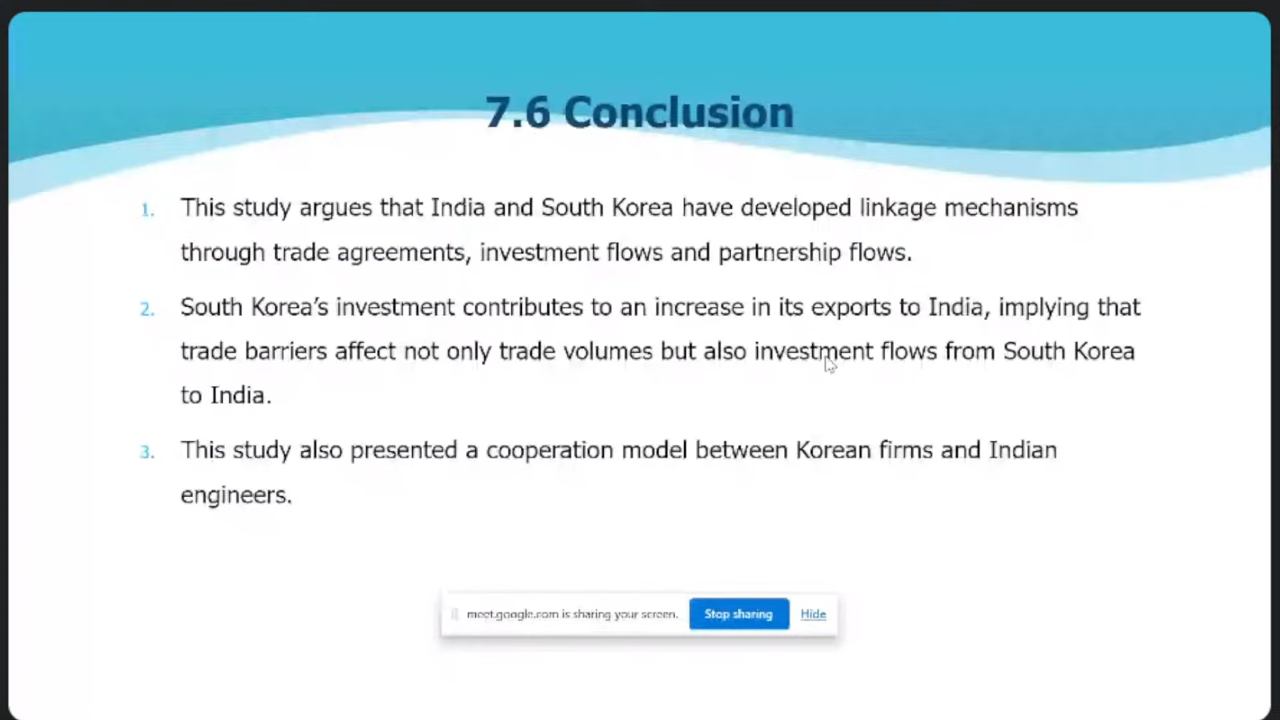 7.6 Conclusion
1. This study argues that India and South Korea have developed linkage mechanisms
through trade agreements, investment flows and partnership flows.
2. South Korea's investment contributes to an increase in its exports to India, implying that
trade barriers affect not only trade volumes but also investment flows from South Korea
to India.
3. This study also presented a cooperation model between Korean firms and Indian
engineers.
meet.google.com is sharing your screen. Stop sharing Hide